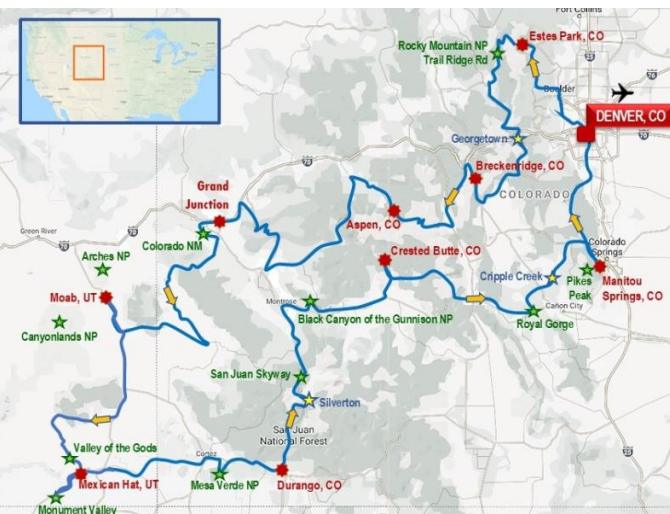 Fort Collins
Estes Park, CO
Rocky Mountain NP
Trail Ridge Rd
Boulder
DENVER, CO
Georgetown
Breckenridge, CO
COLORADO
Grand
Junction
Aspen, CO
Colorado NM
Crested Butte, CO
Green River
Arches NP
Colorado
Springs
Cripple Creek
Pikes
Peak
Manitou
Springs, CO
Moab, UT
Montrose
Black Canyon of the Gunnison NP
Cañon City
Royal Gorge
Canyonlands NP
San Juan Skyway
Silverton
San Juan
National Forest
Valley of the Gods
Cortez
Mexican Hat, UT
Mesa Verde NP
Durango, CO
Monument Valley